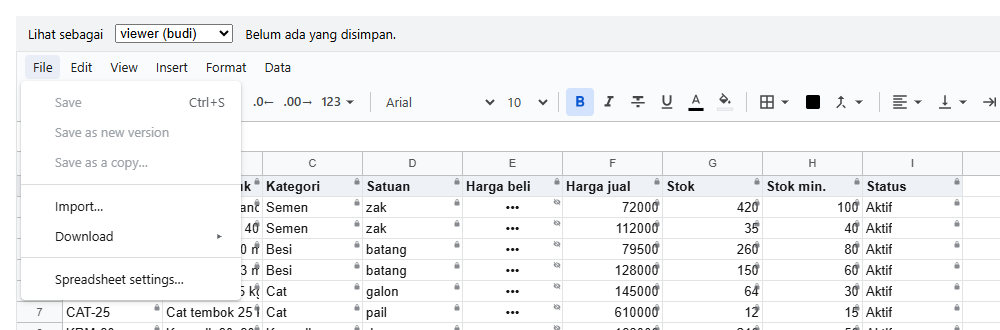 Lihat sebagai viewer (budi) Belum ada yang disimpan.
File Edit View Insert Format Data
.0← .00→ 123 Arial 10 B I U A
Save Ctrl+S
Save as new version
Save as a copy...
Import...
Download
Spreadsheet settings...
C D E F G H I
Kategori Satuan Harga beli Harga jual Stok Stok min. Status
Semen zak ••• 72000 420 100 Aktif
40 Semen zak ••• 112000 35 40 Aktif
Besi batang ••• 79500 260 80 Aktif
Besi batang ••• 128000 150 60 Aktif
Cat galon ••• 145000 64 30 Aktif
7 CAT-25 Cat tembok 25 Cat pail ••• 610000 12 15 Aktif